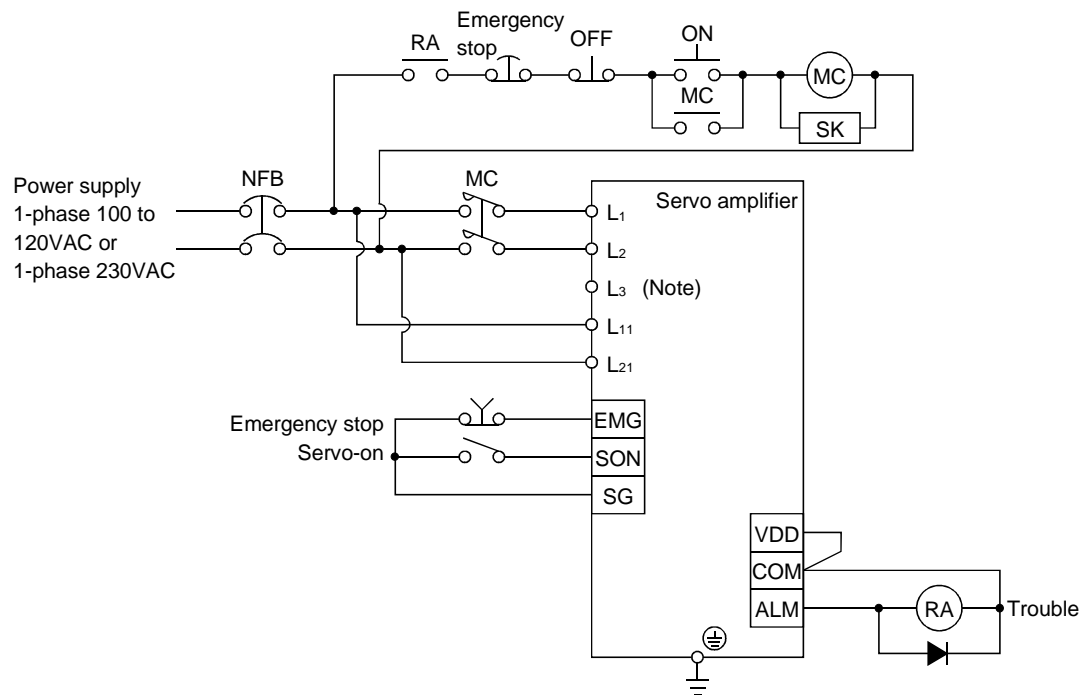 Emergency
stop
RA
OFF
ON
MC
MC
SK
Power supply
1-phase 100 to
120VAC or
1-phase 230VAC
NFB
MC
Servo amplifier
L1
L2
L3 (Note)
L11
L21
Emergency stop
Servo-on
EMG
SON
SG
VDD
COM
ALM
RA
Trouble